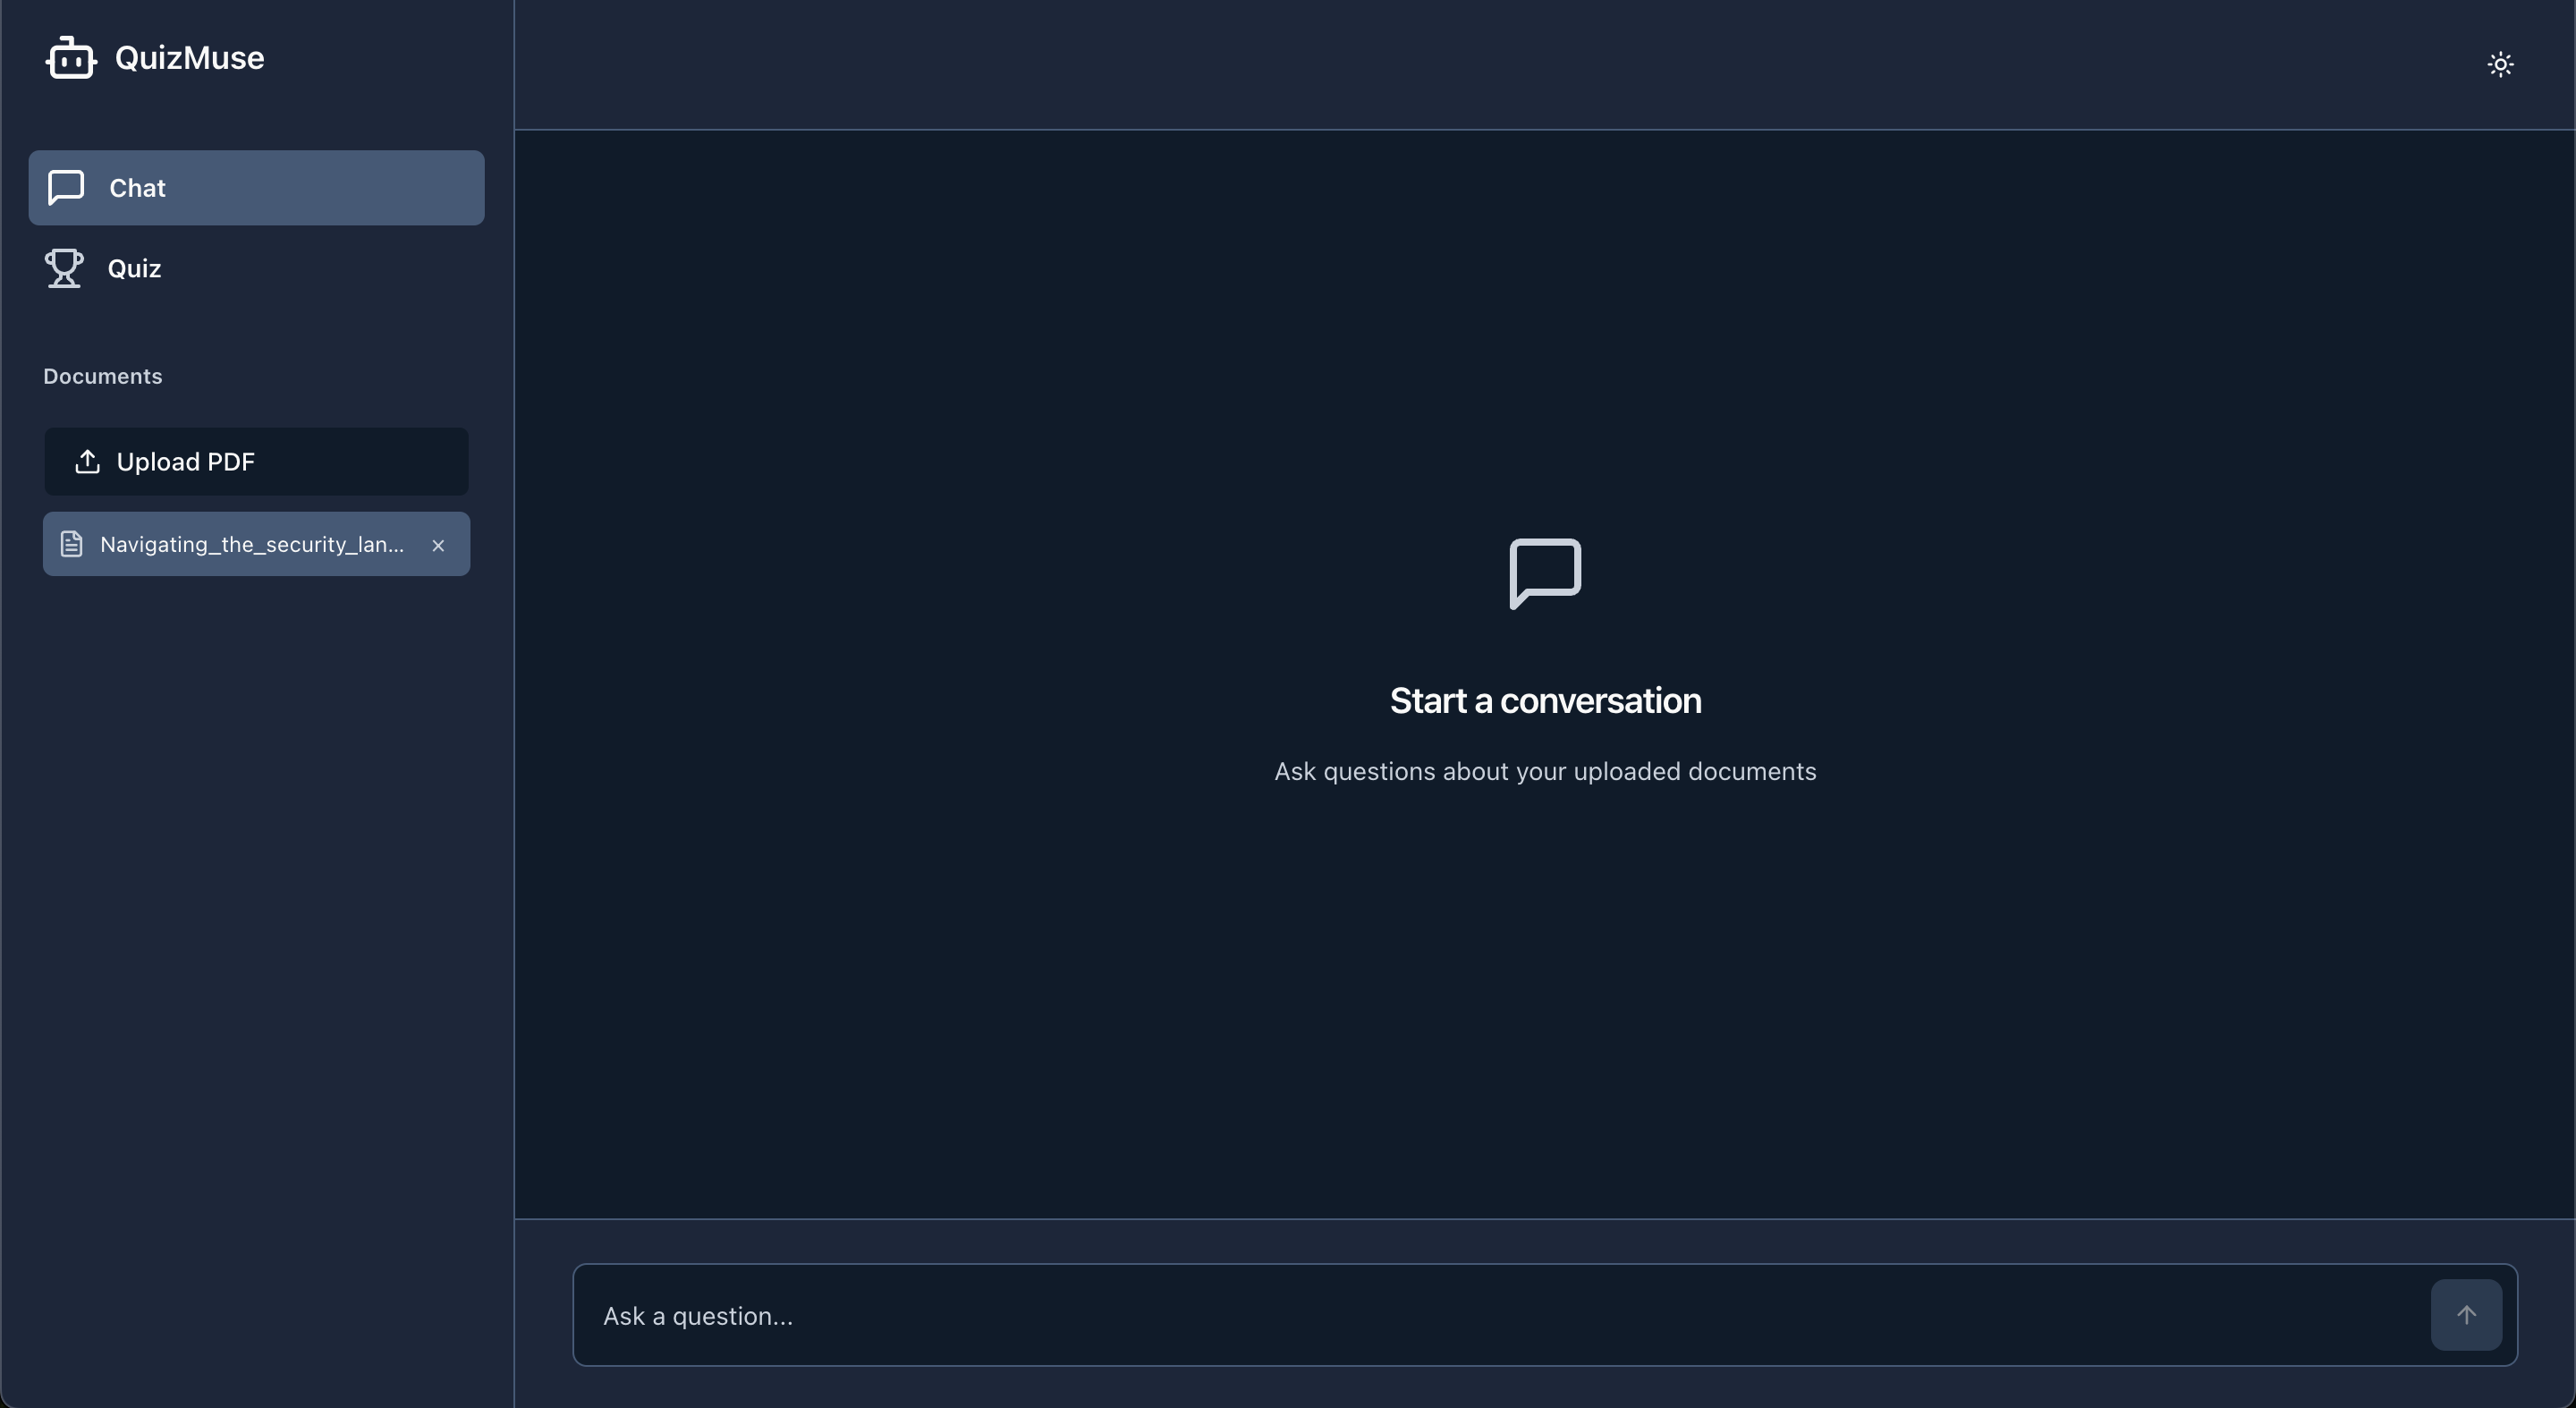 QuizMuse
Chat
Quiz
Documents
Upload PDF
Navigating_the_security_lan...
Start a conversation
Ask questions about your uploaded documents
Ask a question...